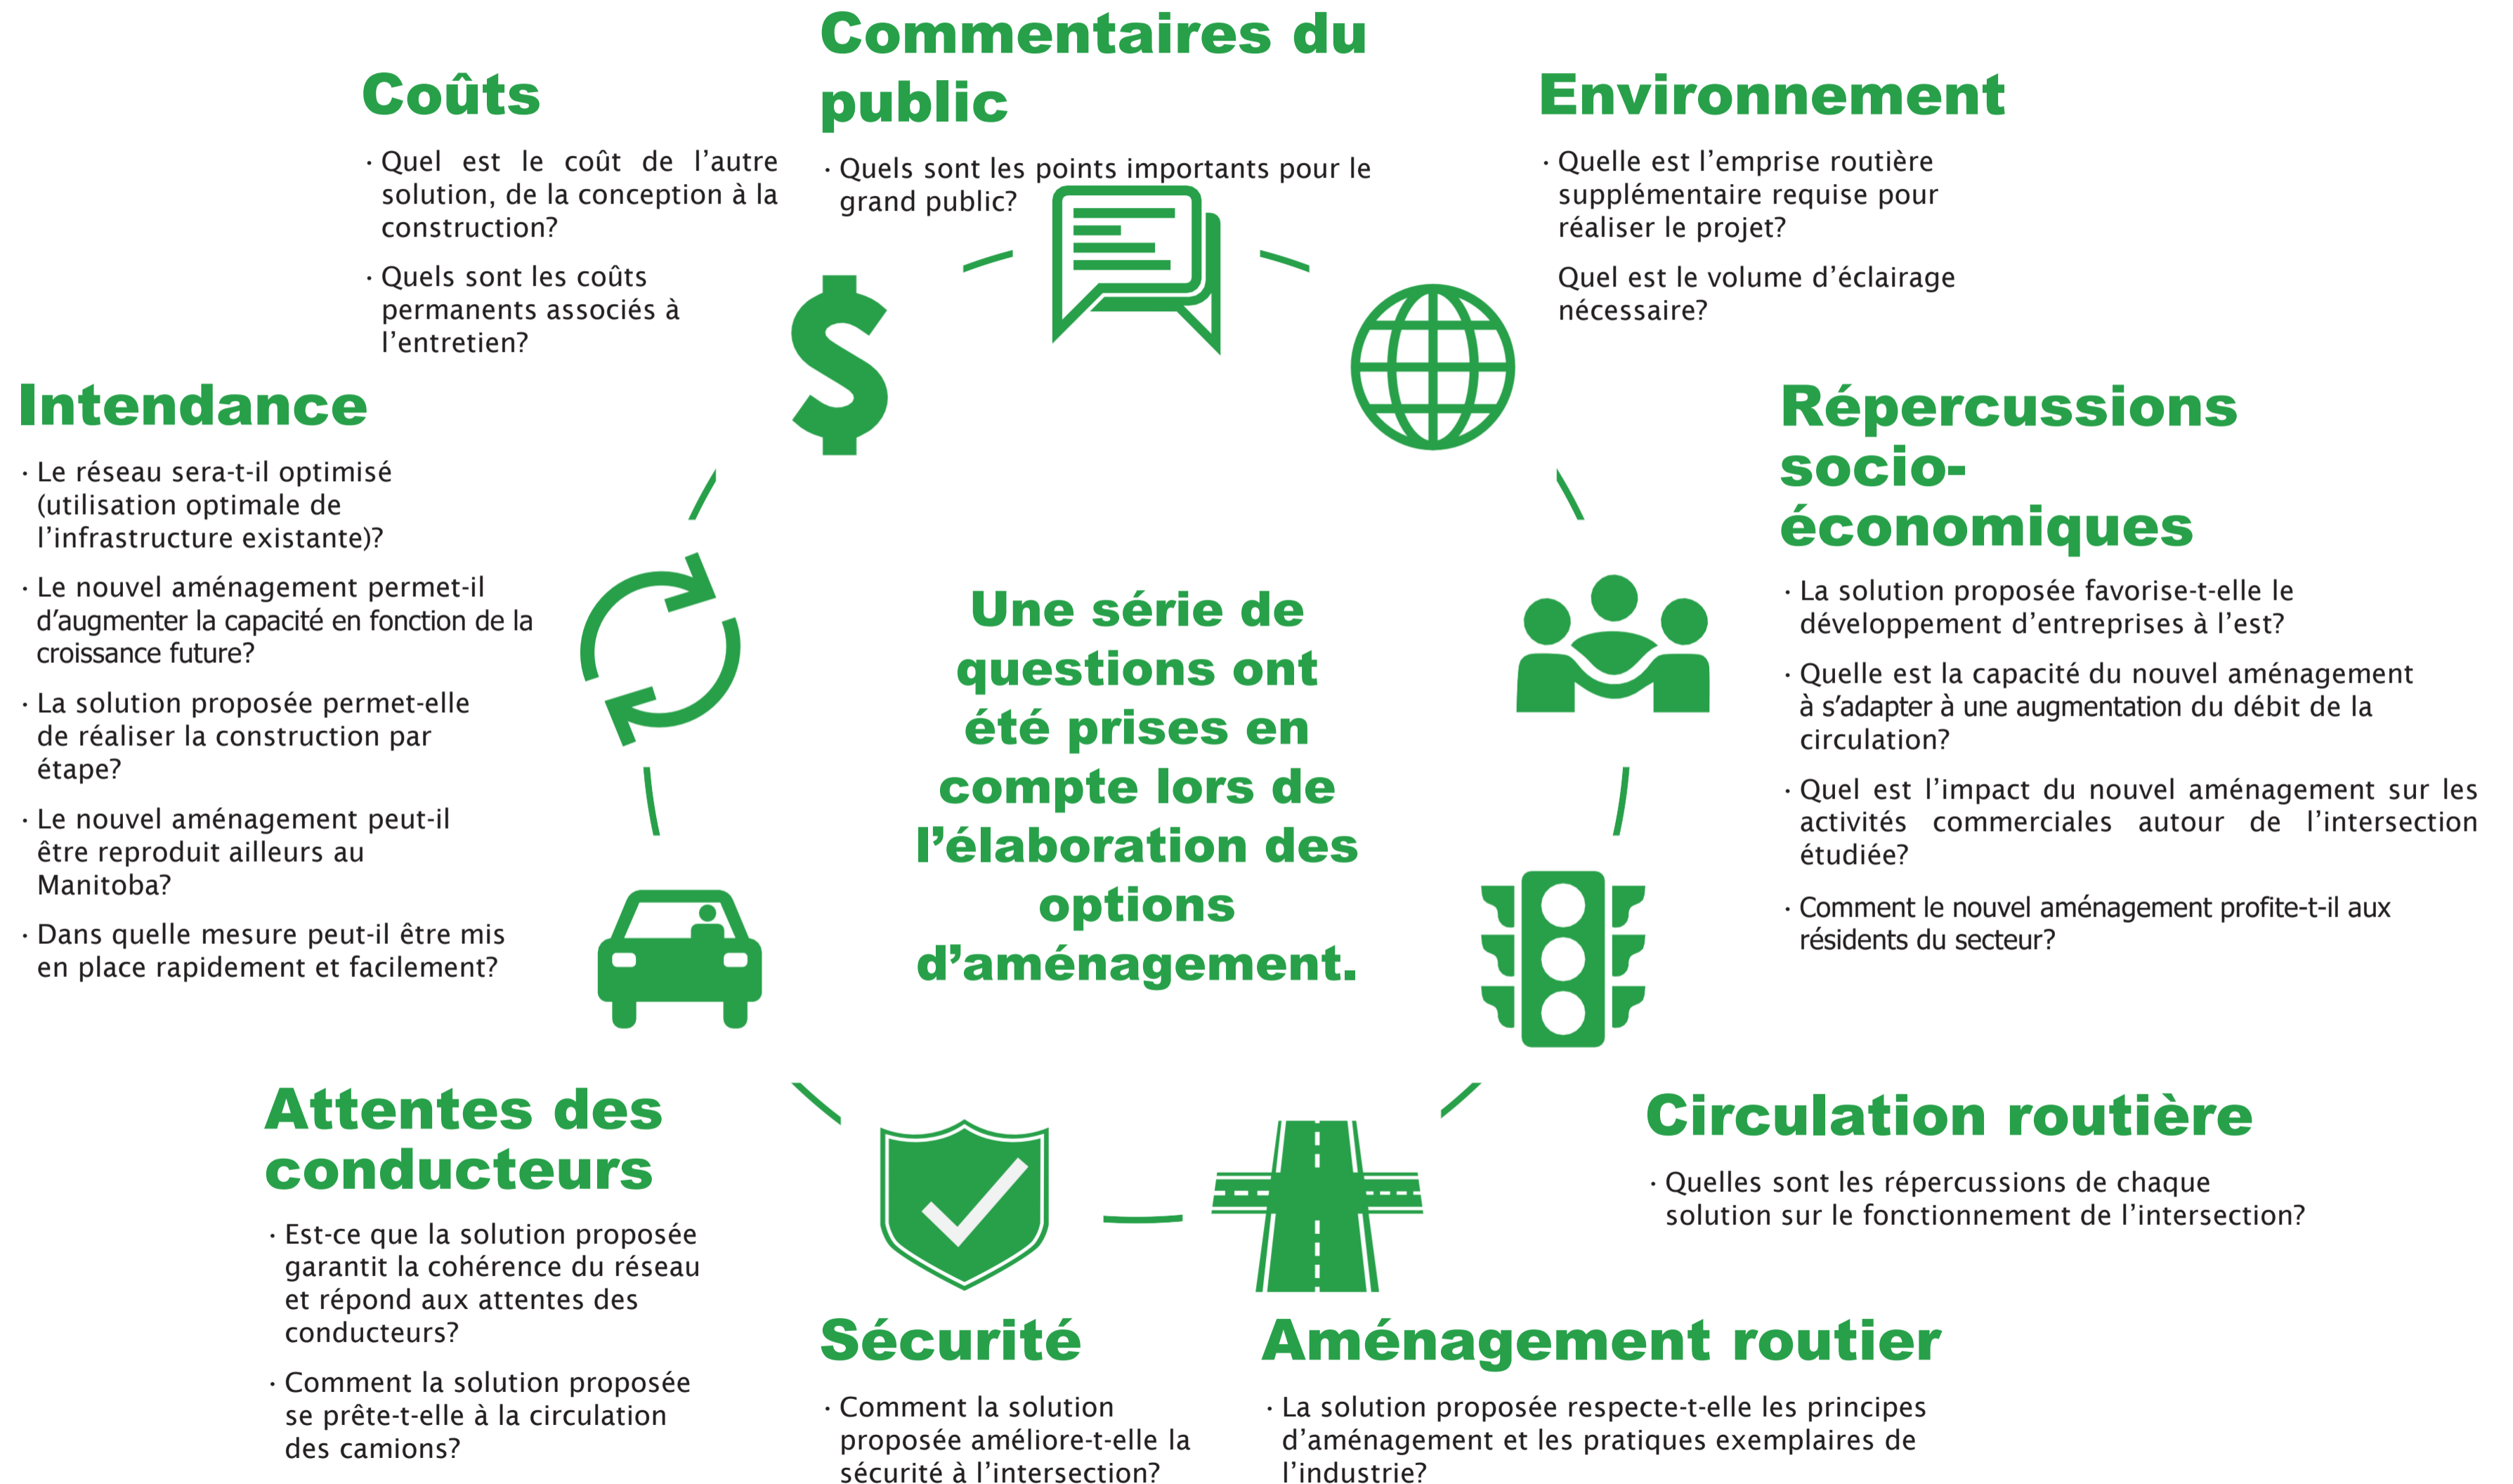 Commentaires du
public
· Quels sont les points importants pour le
grand public?
Coûts
· Quel est le coût de l’autre
solution, de la conception à la
construction?
· Quels sont les coûts
permanents associés à
l’entretien?
Environnement
· Quelle est l’emprise routière
supplémentaire requise pour
réaliser le projet?
Quel est le volume d’éclairage
nécessaire?
Intendance
· Le réseau sera-t-il optimisé
(utilisation optimale de
l’infrastructure existante)?
· Le nouvel aménagement permet-il
d’augmenter la capacité en fonction de la
croissance future?
· La solution proposée permet-elle
de réaliser la construction par
étape?
· Le nouvel aménagement peut-il
être reproduit ailleurs au
Manitoba?
· Dans quelle mesure peut-il être mis
en place rapidement et facilement?
Une série de
questions ont
été prises en
compte lors de
l’élaboration des
options
d’aménagement.
Répercussions
socio-
économiques
· La solution proposée favorise-t-elle le
développement d’entreprises à l’est?
· Quelle est la capacité du nouvel aménagement
à s’adapter à une augmentation du débit de la
circulation?
· Quel est l’impact du nouvel aménagement sur les
activités commerciales autour de l’intersection
étudiée?
· Comment le nouvel aménagement profite-t-il aux
résidents du secteur?
Attentes des
conducteurs
· Est-ce que la solution proposée
garantit la cohérence du réseau
et répond aux attentes des
conducteurs?
· Comment la solution proposée
se prête-t-elle à la circulation
des camions?
Sécurité
· Comment la solution
proposée améliore-t-elle la
sécurité à l’intersection?
Aménagement routier
· La solution proposée respecte-t-elle les principes
d’aménagement et les pratiques exemplaires de
l’industrie?
Circulation routière
· Quelles sont les répercussions de chaque
solution sur le fonctionnement de l’intersection?